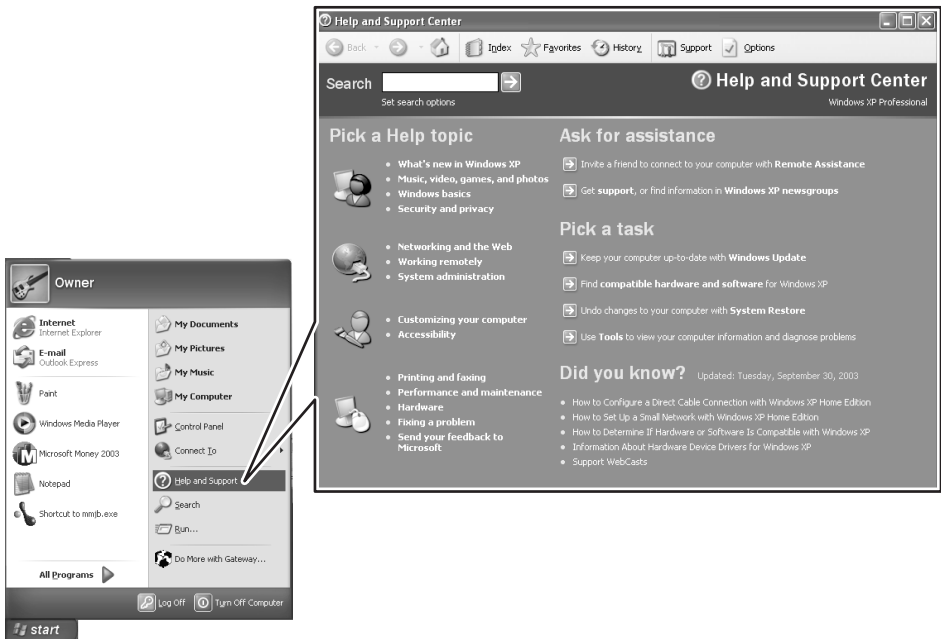 Help and Support Center
Back
Index
Favorites
History
Support
Options
Search
Set search options
Help and Support Center
Windows XP Professional
Pick a Help topic
What's new in Windows XP
Music, video, games, and photos
Windows basics
Security and privacy
Networking and the Web
Working remotely
System administration
Customizing your computer
Accessibility
Printing and faxing
Performance and maintenance
Hardware
Fixing a problem
Send your feedback to
Microsoft
Ask for assistance
Invite a friend to connect to your computer with Remote Assistance
Get support, or find information in Windows XP newsgroups
Pick a task
Keep your computer up-to-date with Windows Update
Find compatible hardware and software for Windows XP
Undo changes to your computer with System Restore
Use Tools to view your computer information and diagnose problems
Did you know? Updated: Tuesday, September 30, 2003
How to Configure a Direct Cable Connection with Windows XP Home Edition
How to Set Up a Small Network with Windows XP Home Edition
How to Determine If Hardware or Software Is Compatible with Windows XP
Information About Hardware Device Drivers for Windows XP
Support WebCasts
Owner
Internet
Internet Explorer
E-mail
Outlook Express
Paint
Windows Media Player
Microsoft Money 2003
Notepad
Shortcut to mmjb.exe
All Programs
My Documents
My Pictures
My Music
My Computer
Control Panel
Connect To
Help and Support
Search
Run...
Do More with Gateway...
Log Off
Turn Off Computer
start